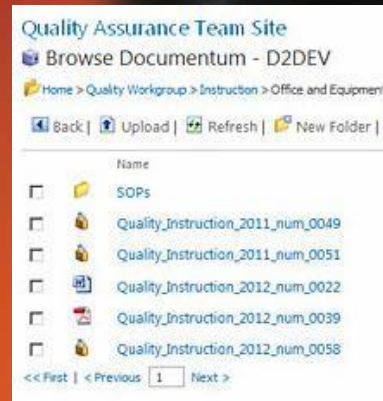 Quality Assurance Team Site
Browse Documentum - D2DEV
Home > Quality Workgroup > Instruction > Office and Equipment
Back | Upload | Refresh | New Folder |
Name
SOPs
Quality_Instruction_2011_num_0049
Quality_Instruction_2011_num_0051
Quality_Instruction_2012_num_0022
Quality_Instruction_2012_num_0039
Quality_Instruction_2012_num_0058
<< First | < Previous 1 Next >